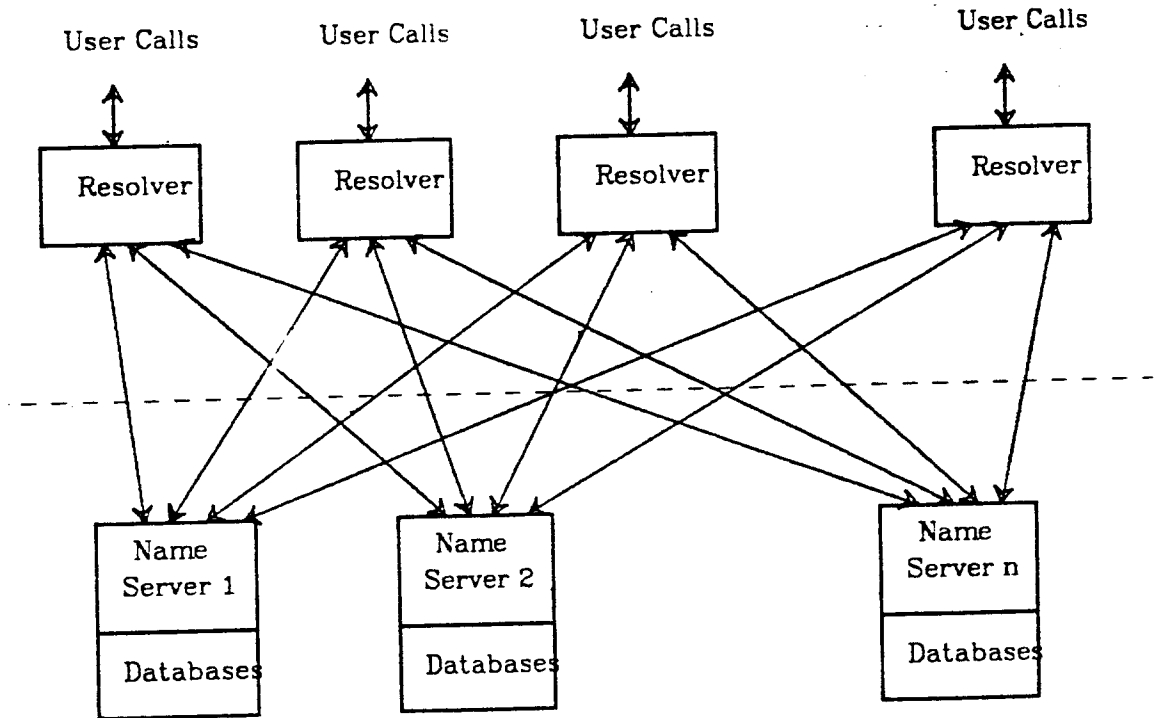 User Calls
User Calls
User Calls
User Calls
Resolver
Resolver
Resolver
Resolver
Name
Server 1
Name
Server 2
Name
Server n
Databases
Databases
Databases